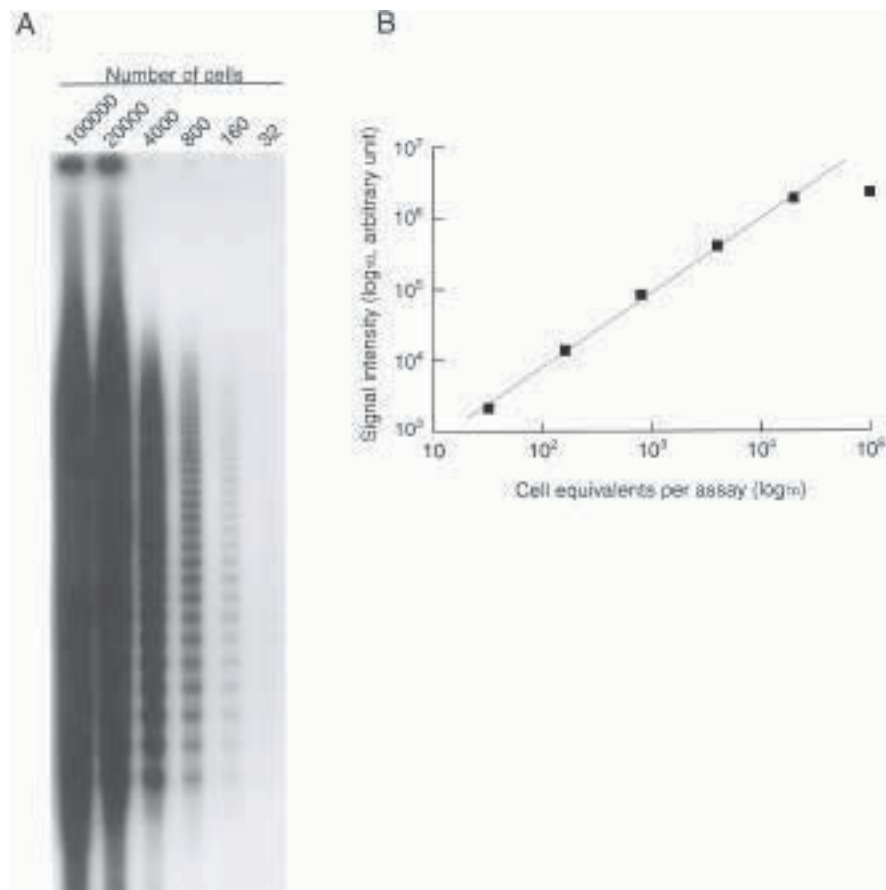 A
Number of cells
100000 20000 4000 800 160 32
B
Signal intensity (log₁₀, arbitrary unit)
10⁷
10⁶
10⁵
10⁴
10³
10 10² 10³ 10⁴ 10⁵
Cell equivalents per assay (log₁₀)